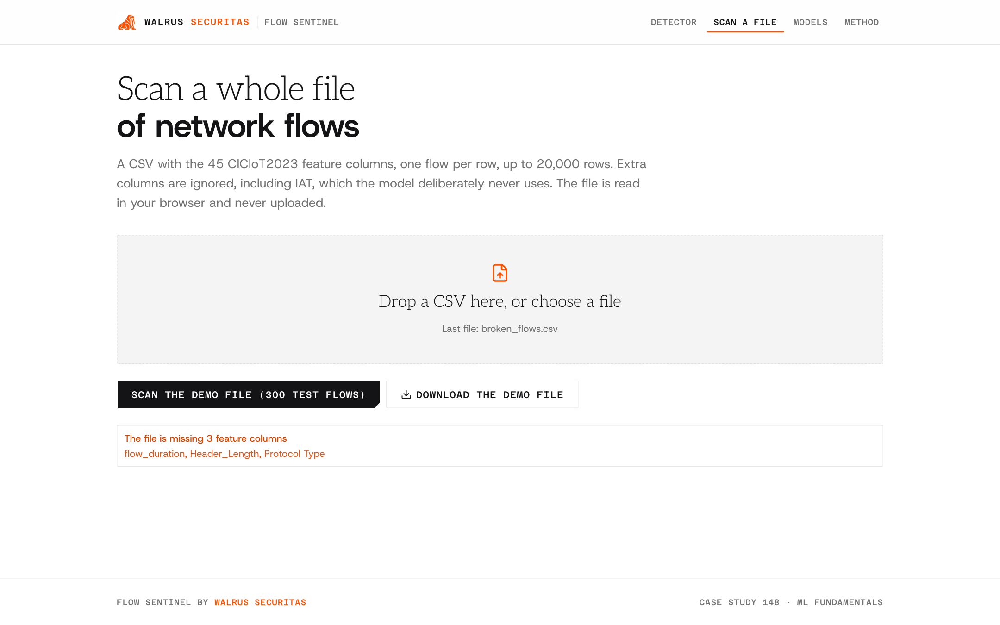 WALRUS SECURITAS FLOW SENTINEL
DETECTOR SCAN A FILE MODELS METHOD
Scan a whole file
of network flows
A CSV with the 45 CICIoT2023 feature columns, one flow per row, up to 20,000 rows. Extra
columns are ignored, including IAT, which the model deliberately never uses. The file is read
in your browser and never uploaded.
Drop a CSV here, or choose a file
Last file: broken_flows.csv
SCAN THE DEMO FILE (300 TEST FLOWS)
DOWNLOAD THE DEMO FILE
The file is missing 3 feature columns
flow_duration, Header_Length, Protocol Type
FLOW SENTINEL BY WALRUS SECURITAS
CASE STUDY 148 · ML FUNDAMENTALS